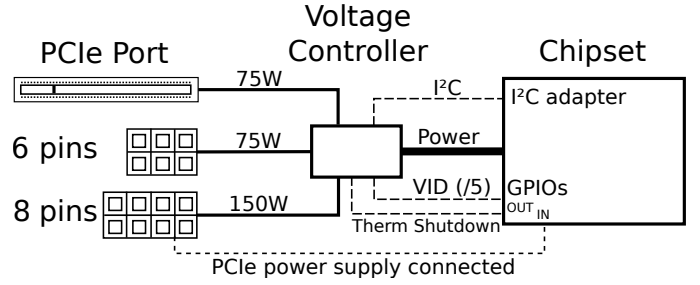 Voltage
Controller
PCIe Port
Chipset
75W
I²C
I²C adapter
6 pins
75W
Power
8 pins
150W
VID (/5)
GPIOs
OUT IN
Therm Shutdown
PCIe power supply connected